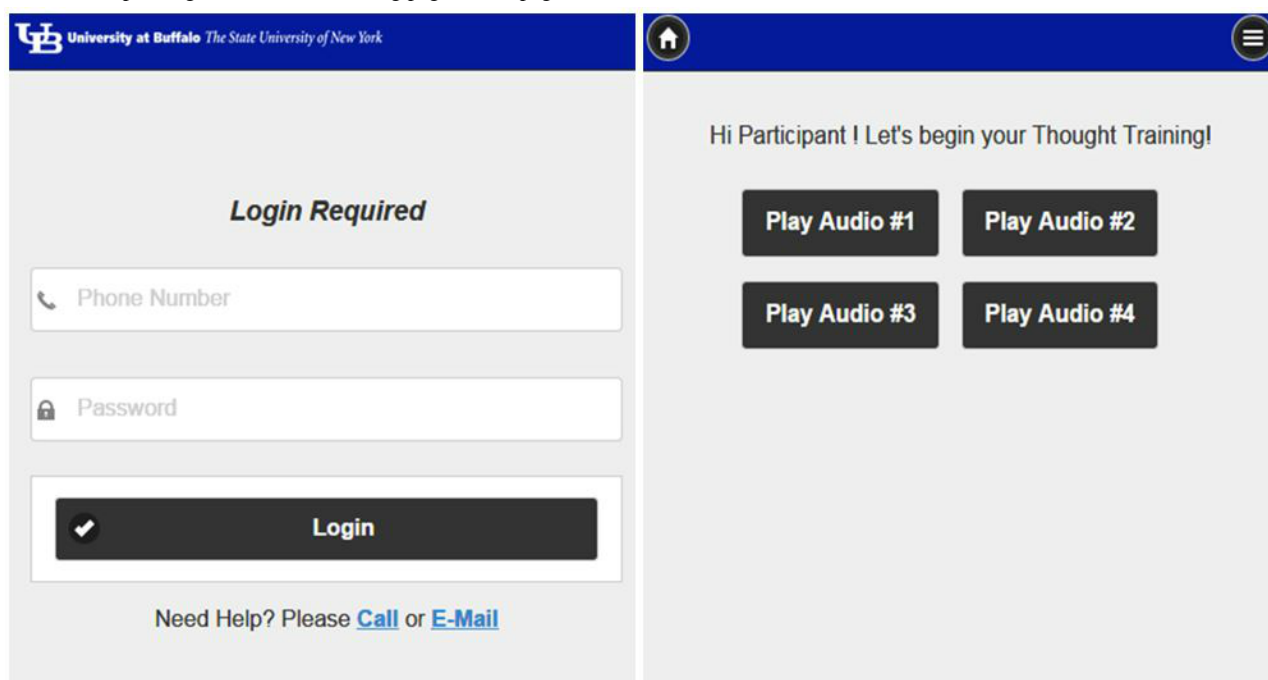 UB University at Buffalo The State University of New York
Login Required
Phone Number
Password
Login
Need Help? Please Call or E-Mail
Hi Participant ! Let's begin your Thought Training!
Play Audio #1
Play Audio #2
Play Audio #3
Play Audio #4